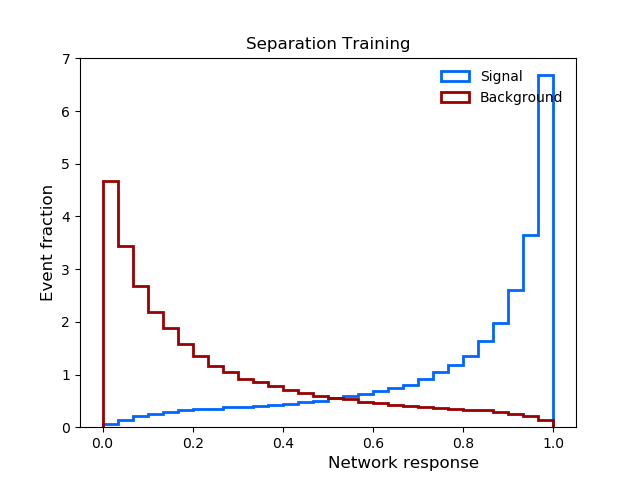 Separation Training
Signal
Background
7
6
5
4
3
2
1
0
Event fraction
0.0 0.2 0.4 0.6 0.8 1.0
Network response